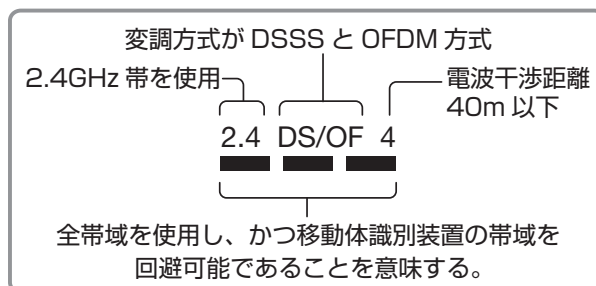 変調方式が DSSS と OFDM 方式
2.4GHz 帯を使用
電波干渉距離
40m 以下
2.4 DS/OF 4
全帯域を使用し、かつ移動体識別装置の帯域を
回避可能であることを意味する。